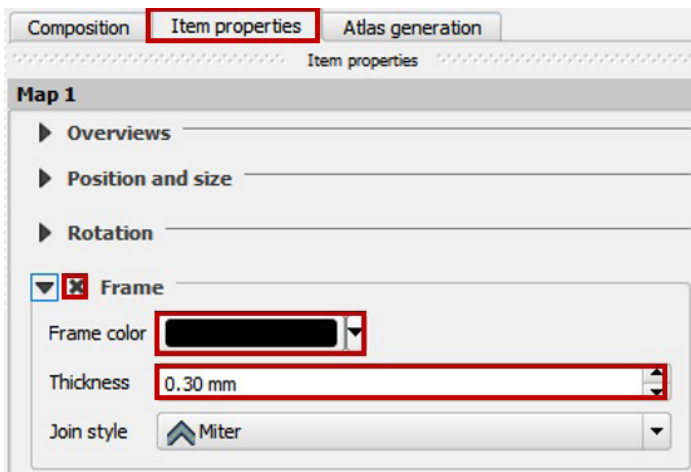 Composition Item properties Atlas generation
Item properties
Map 1
Overviews
Position and size
Rotation
Frame
Frame color
Thickness 0.30 mm
Join style Miter